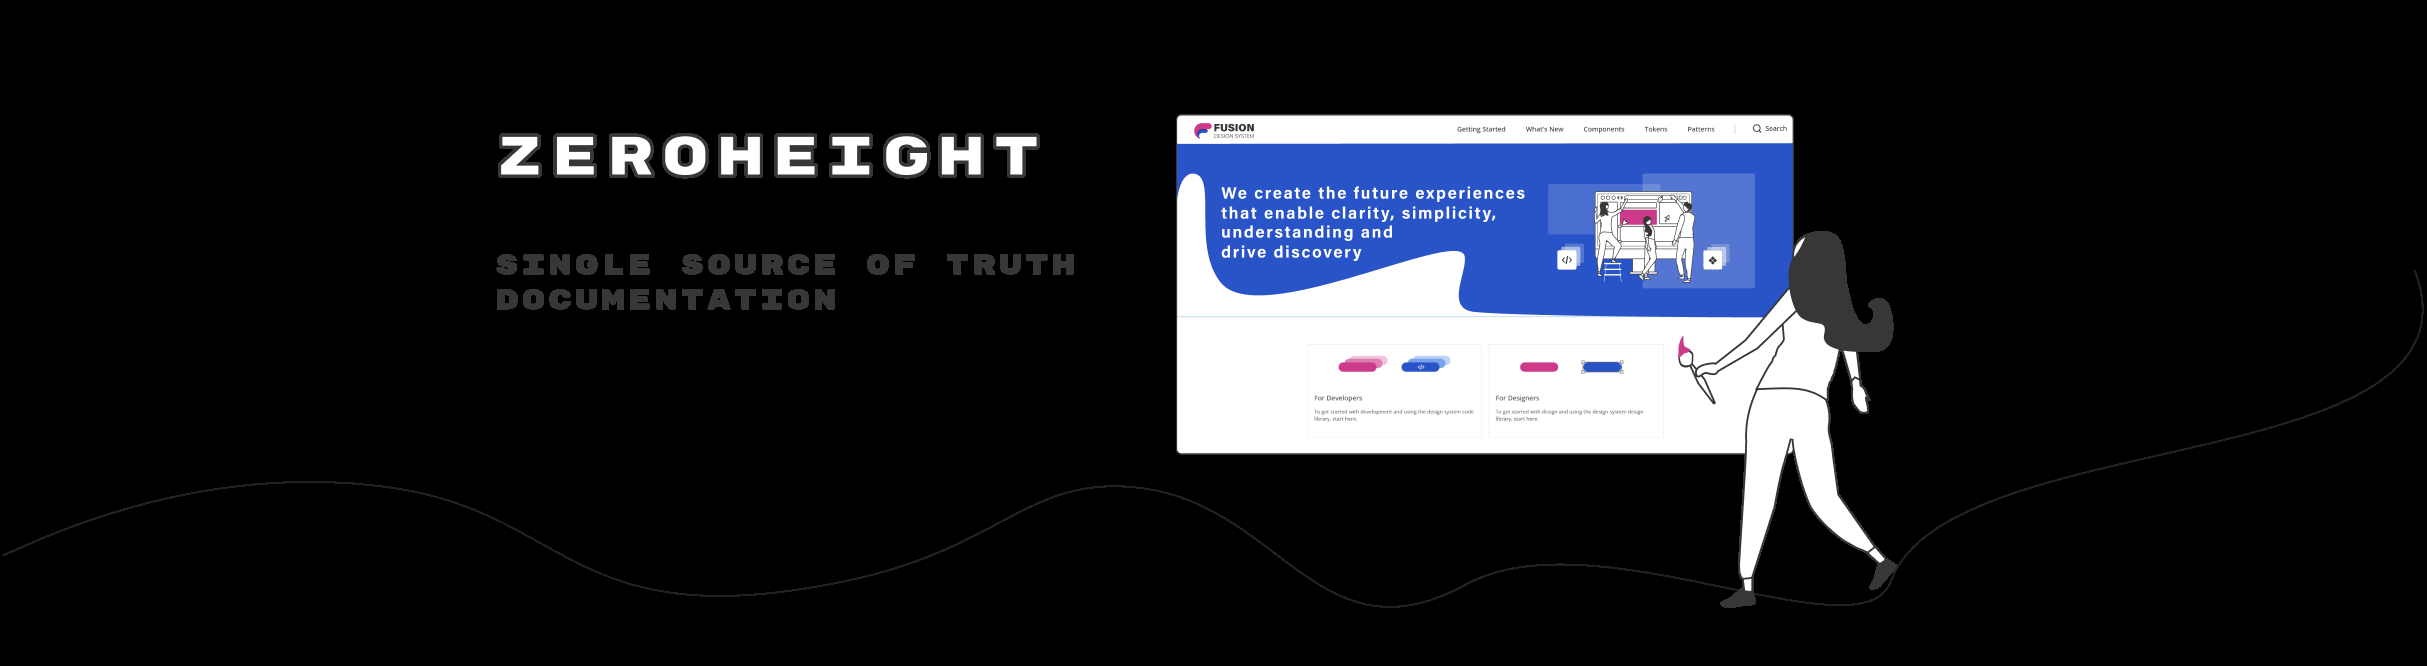 ZEROHEIGHT
SINGLE SOURCE OF TRUTH
DOCUMENTATION
FUSION
DESIGN SYSTEM
Getting Started What's New Components Tokens Patterns Search
We create the future experiences
that enable clarity, simplicity,
understanding and
drive discovery
</>
</>
For Developers
To get started with development and using the design system code
library, start here.
For Designers
To get started with design and using the design system design
library, start here.